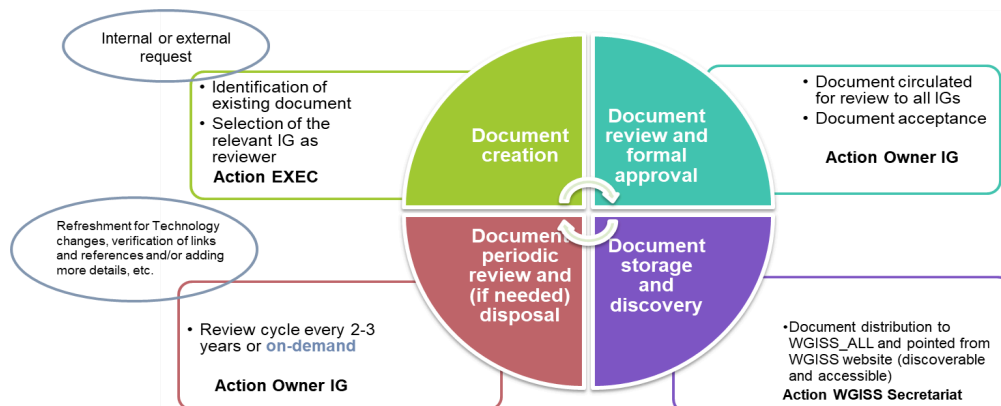 Internal or external
request
• Identification of
existing document
• Selection of the
relevant IG as
reviewer
Action EXEC
Document
creation
Document
review and
formal
approval
• Document circulated
for review to all IGs
• Document acceptance
Action Owner IG
Refreshment for Technology
changes, verification of links
and references and/or adding
more details, etc.
• Review cycle every 2-3
years or on-demand
Action Owner IG
Document
periodic
review and
(if needed)
disposal
Document
storage
and
discovery
•Document distribution to
WGISS_ALL and pointed from
WGISS website (discoverable
and accessible)
Action WGISS Secretariat